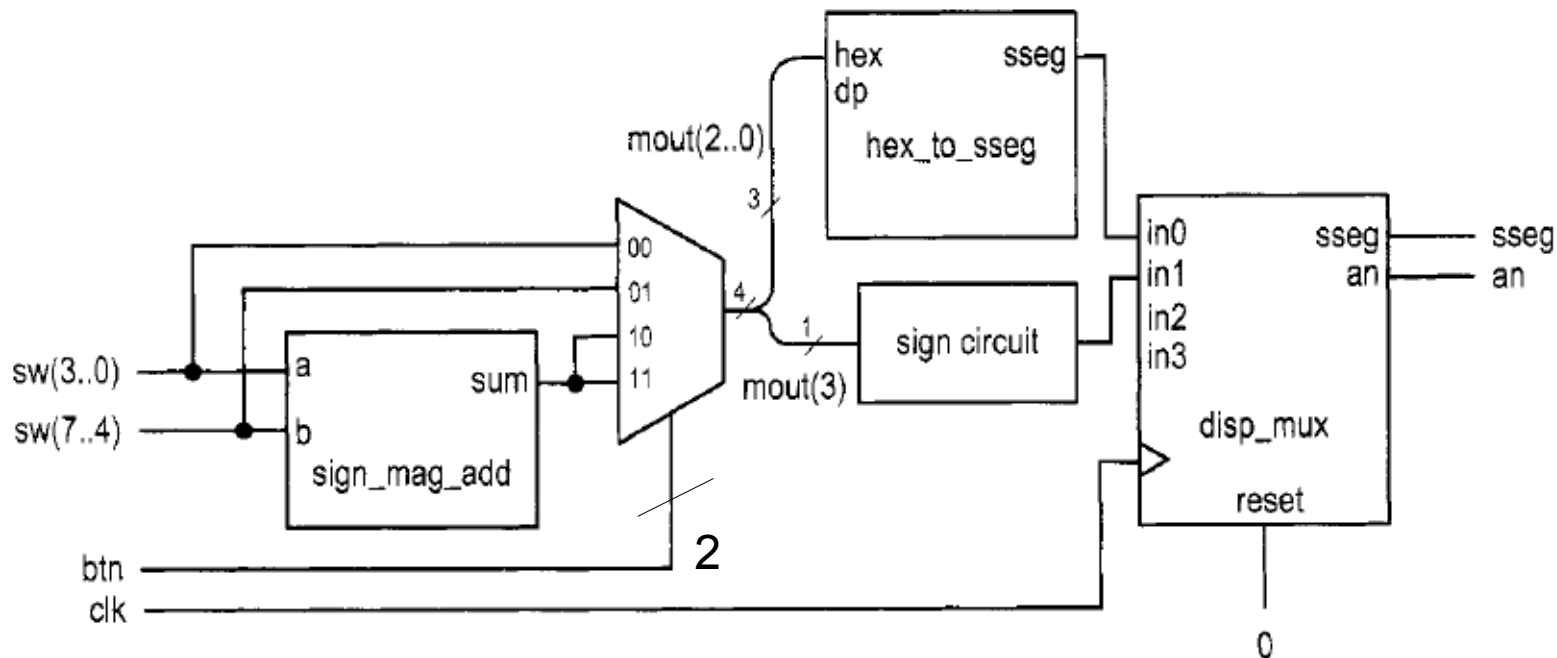 hex
dp
sseg
hex_to_sseg
mout(2..0)
3
00
01
10
11
4
1
mout(3)
sign circuit
sw(3..0)
sw(7..4)
a
b
sum
sign_mag_add
2
btn
clk
in0
in1
in2
in3
sseg
an
disp_mux
reset
0
sseg
an